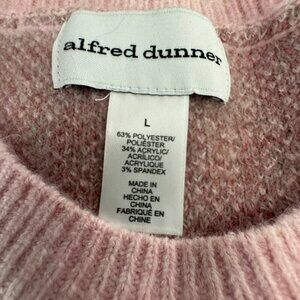 alfred dunner
L
63% POLYESTER/
POLIÉSTER
34% ACRYLIC/
ACRÍLICO/
ACRYLIQUE
3% SPANDEX
MADE IN
CHINA
HECHO EN
CHINA
FABRIQUÉ EN
CHINE